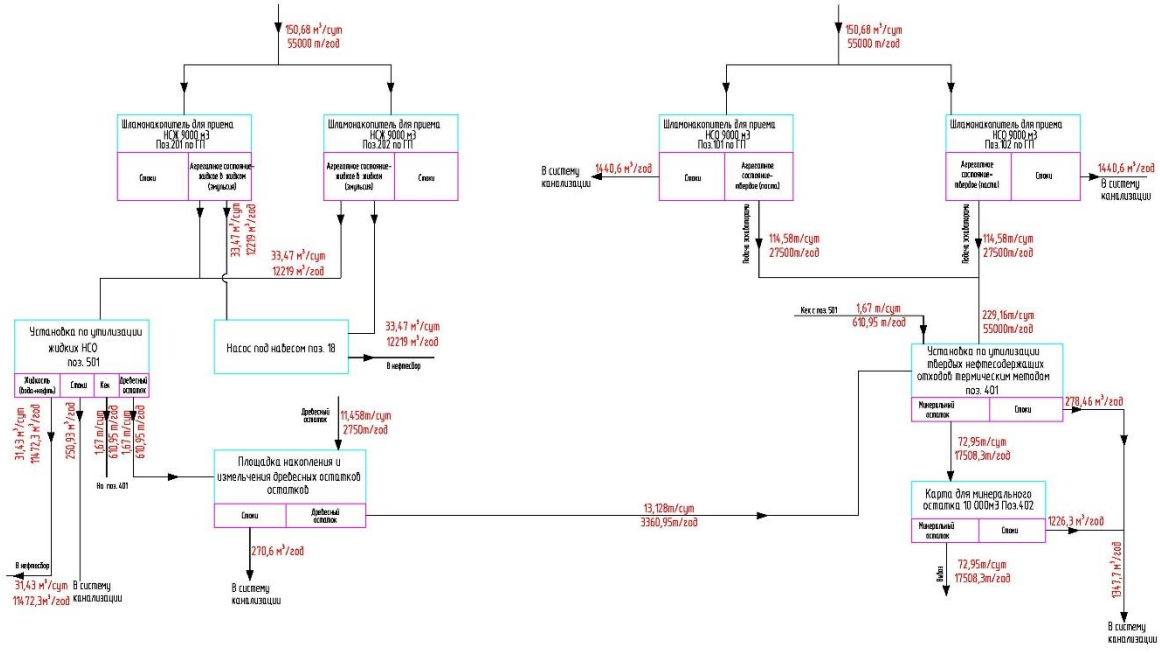 150,68 м³/сут
55000 т/год
Шламонакопитель для приема
НСЖ 9000 м3
Поз.201 по ГП
Стоки
Агрегатное состояние-
жидкое в жидком
(эмульсия)
Шламонакопитель для приема
НСЖ 9000 м3
Поз.202 по ГП
Агрегатное состояние-
жидкое в жидком
(эмульсия)
Стоки
33,47 м³/сут
12219 м³/год
33,47 м³/сут
12219 м³/год
Установка по утилизации
жидких НСО
поз. 501
Жидкость
(вода+нефть)
Стоки
Кек
Древесный
остаток
Насос под навесом поз. 18
33,47 м³/сут
12219 м³/год
В нефтесбор
31,43 м³/сут
11472,3 м³/год
250,93 м³/год
1,67 т/сут
610,95 т/год
1,67 т/сут
610,95 т/год
На поз. 401
В нефтесбор
31,43 м³/сут
11472,3м³/год
В систему
канализации
Древесный
остаток
11,458т/сут
2750т/год
Площадка накопления и
измельчения древесных остатков
остатков
Стоки
Древесный
остаток
270,6 м³/год
В систему
канализации
13,128т/сут
3360,95т/год
150,68 м³/сут
55000 т/год
Шламонакопитель для приема
НСО 9000 м3
Поз.101 по ГП
Стоки
Агрегатное
состояние-
твердое (паста)
В систему
канализации
1440,6 м³/год
Шламонакопитель для приема
НСО 9000 м3
Поз.102 по ГП
Агрегатное
состояние-
твердое (паста)
Стоки
1440,6 м³/год
В систему
канализации
Подача экскаваторами
114,58т/сут
27500т/год
Подача экскаваторами
114,58т/сут
27500т/год
Кек с поз. 501
1,67 т/сут
610,95 т/год
229,16т/сут
55000т/год
Установка по утилизации
твердых нефтесодержащих
отходов термическим методом
поз. 401
Минеральный
остаток
Стоки
278,46 м³/год
72,95т/сут
17508,3т/год
Карта для минерального
остатка 10 000м3 Поз.402
Минеральный
остаток
Стоки
1226,3 м³/год
Вывоз
72,95т/сут
17508,3т/год
1347,7 м³/год
В систему
канализации